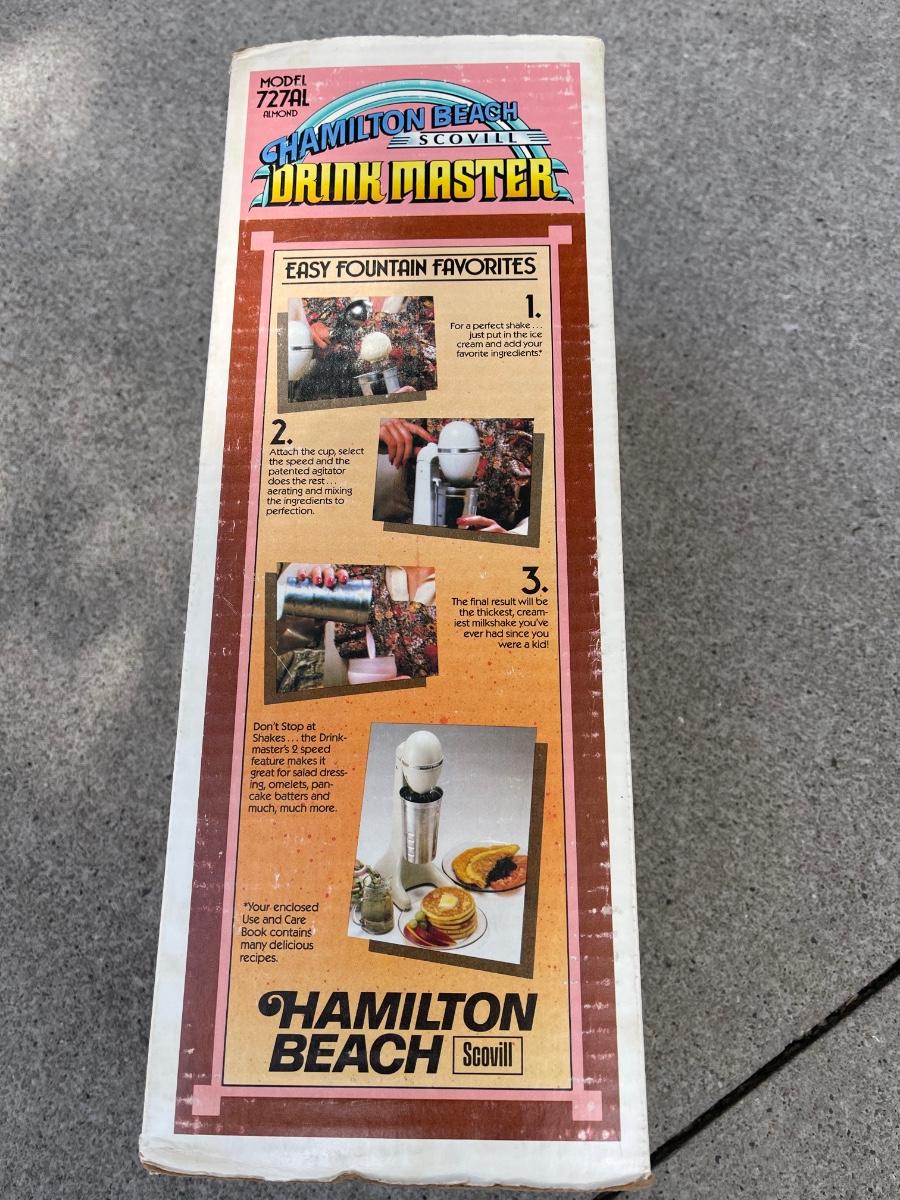 MODEL
727AL
ALMOND
HAMILTON BEACH
SCOVILL
DRINK MASTER
EASY FOUNTAIN FAVORITES
1.
For a perfect shake...
just put in the ice
cream and add your
favorite ingredients.*
2.
Attach the cup, select
the speed and the
patented agitator
does the rest...
aerating and mixing
the ingredients to
perfection.
3.
The final result will be
the thickest, cream-
iest milkshake you've
ever had since you
were a kid!
Don't Stop at
Shakes... the Drink-
master's 2 speed
feature makes it
great for salad dress-
ing, omelets, pan-
cake batters and
much, much more.
*Your enclosed
Use and Care
Book contains
many delicious
recipes.
HAMILTON
BEACH Scovill